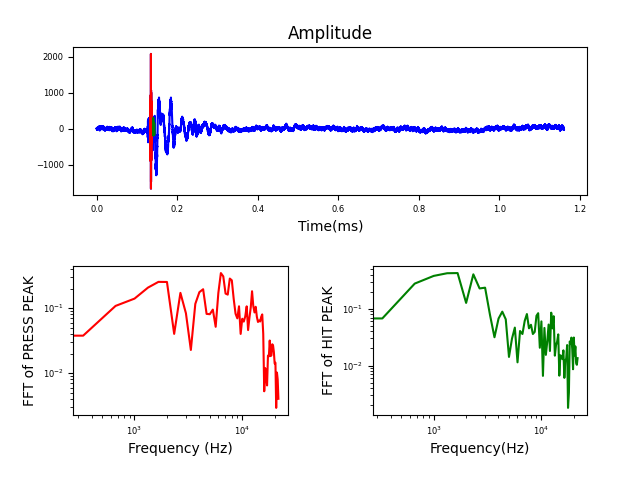 Amplitude
2000
1000
0
−1000
0.0 0.2 0.4 0.6 0.8 1.0 1.2
Time(ms)
FFT of PRESS PEAK
10⁻¹
10⁻²
10³ 10⁴
Frequency (Hz)
FFT of HIT PEAK
10⁻¹
10⁻²
10³ 10⁴
Frequency(Hz)